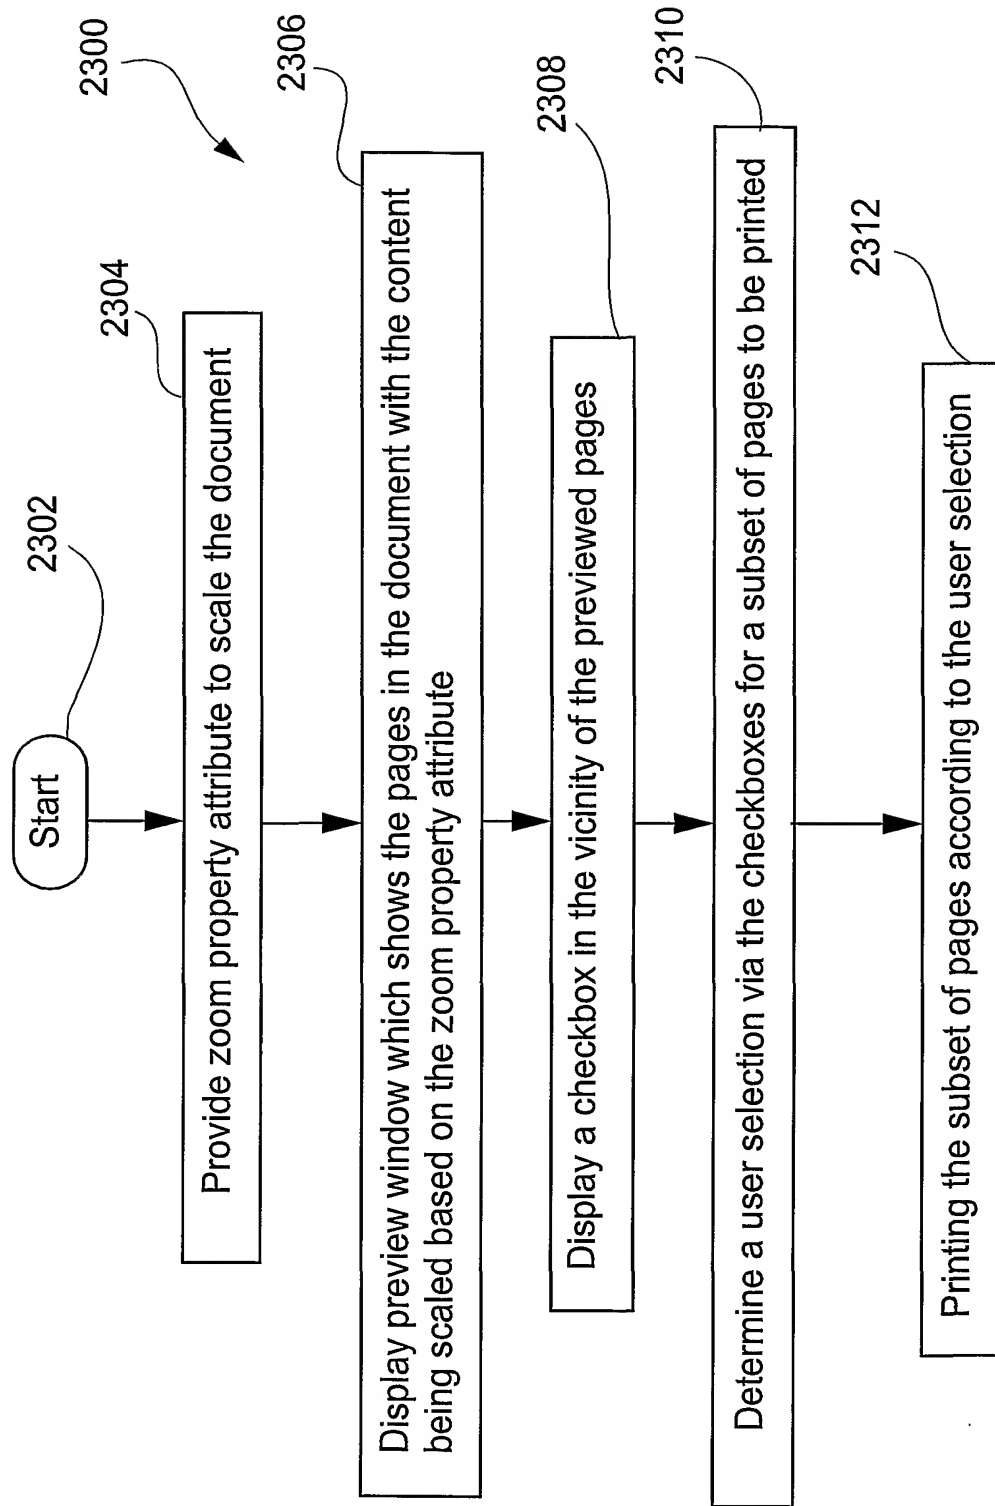 2300
Start
2302
Provide zoom property attribute to scale the document
2304
Display preview window which shows the pages in the document with the content
being scaled based on the zoom property attribute
2306
Display a checkbox in the vicinity of the previewed pages
2308
Determine a user selection via the checkboxes for a subset of pages to be printed
2310
Printing the subset of pages according to the user selection
2312